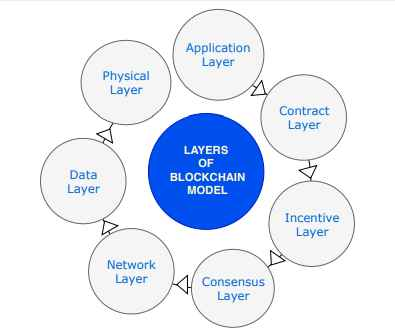 Application
Layer
Physical
Layer
Contract
Layer
LAYERS
OF
BLOCKCHAIN
MODEL
Data
Layer
Incentive
Layer
Network
Layer
Consensus
Layer